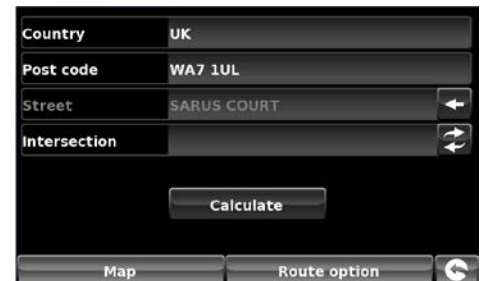 Country UK
Post code WA7 1UL
Street SARUS COURT
Intersection
Calculate
Map Route option